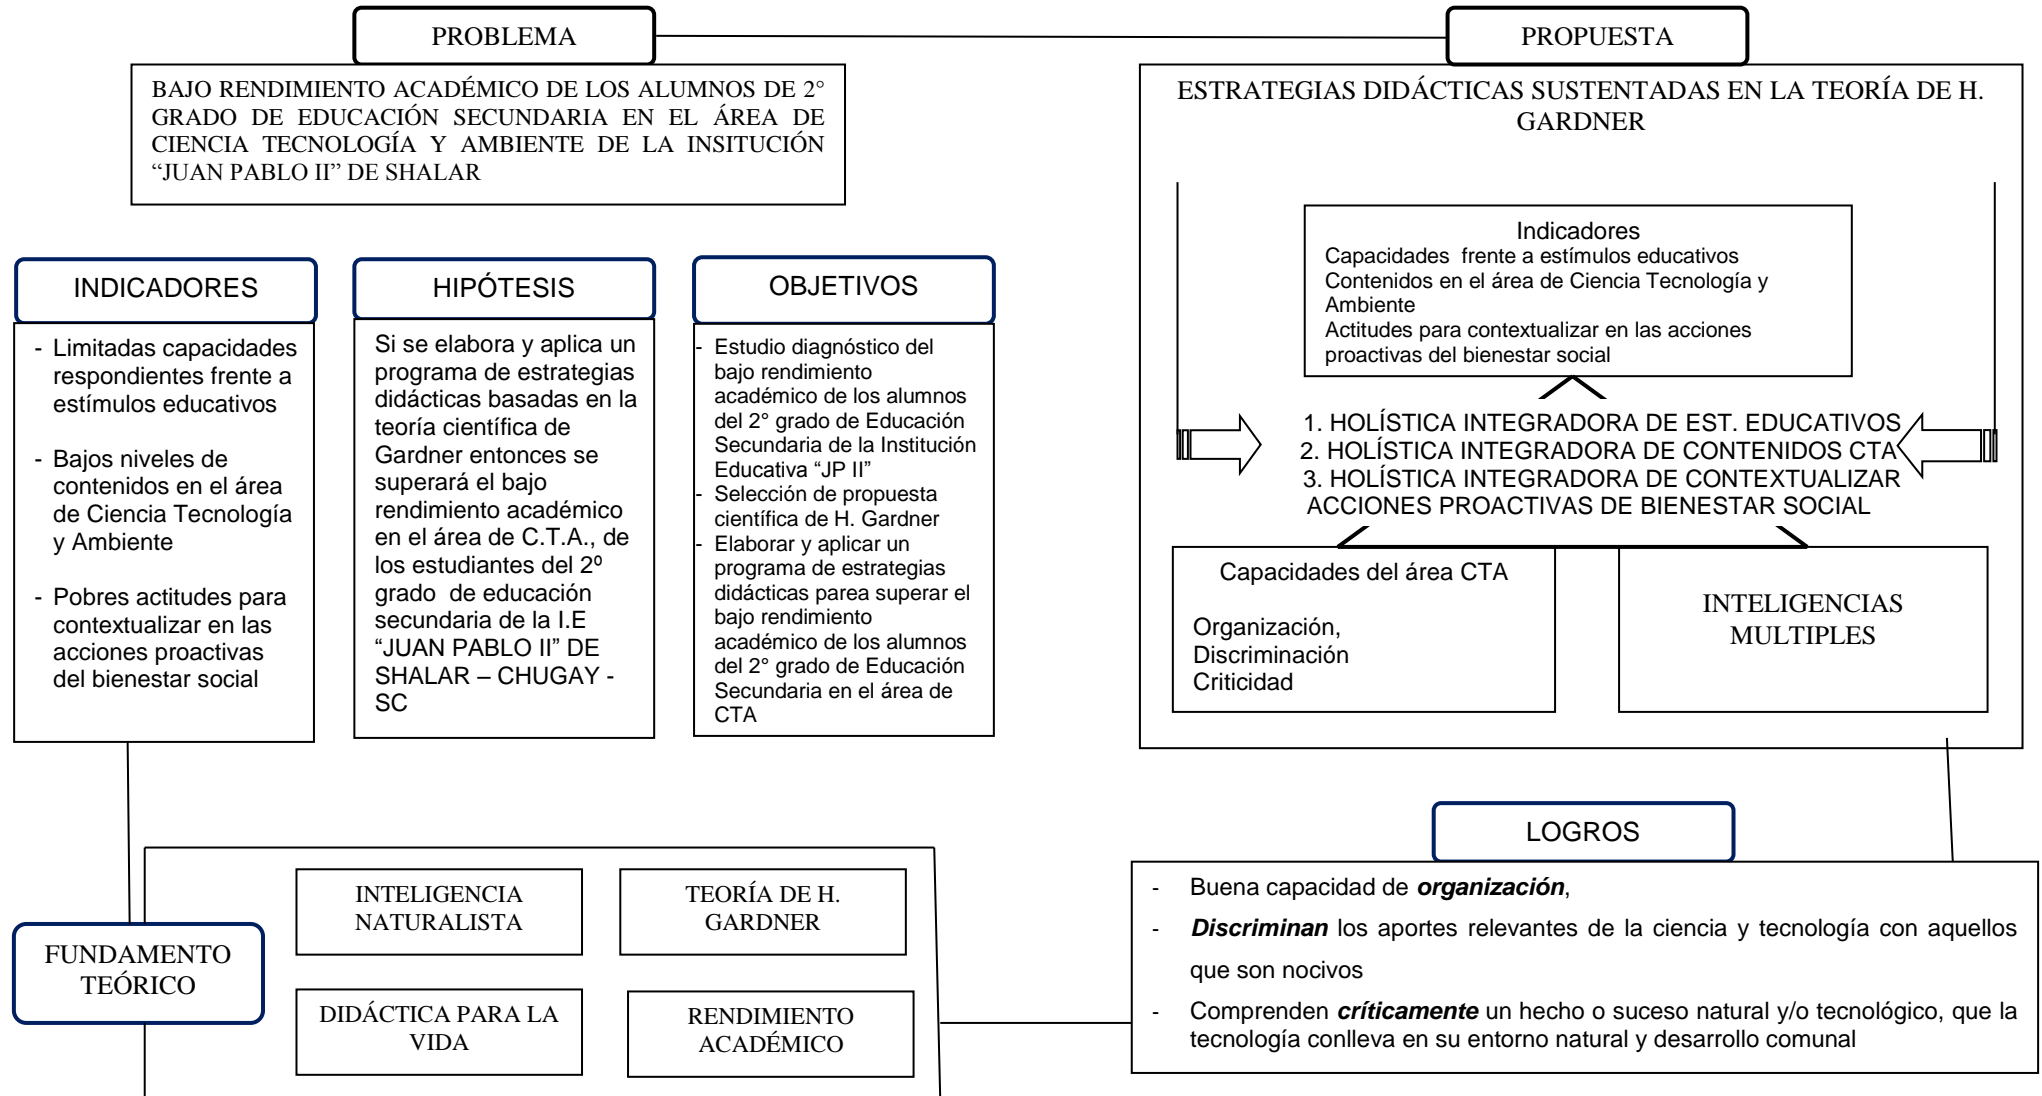 PROBLEMA
BAJO RENDIMIENTO ACADÉMICO DE LOS ALUMNOS DE 2°
GRADO DE EDUCACIÓN SECUNDARIA EN EL ÁREA DE
CIENCIA TECNOLOGÍA Y AMBIENTE DE LA INSITUCIÓN
“JUAN PABLO II” DE SHALAR
INDICADORES
- Limitadas capacidades
respondientes frente a
estímulos educativos
- Bajos niveles de
contenidos en el área
de Ciencia Tecnología
y Ambiente
- Pobres actitudes para
contextualizar en las
acciones proactivas
del bienestar social
HIPÓTESIS
Si se elabora y aplica un
programa de estrategias
didácticas basadas en la
teoría científica de
Gardner entonces se
superará el bajo
rendimiento académico
en el área de C.T.A., de
los estudiantes del 2º
grado de educación
secundaria de la I.E
“JUAN PABLO II” DE
SHALAR – CHUGAY -
SC
OBJETIVOS
- Estudio diagnóstico del
bajo rendimiento
académico de los alumnos
del 2° grado de Educación
Secundaria de la Institución
Educativa “JP II”
- Selección de propuesta
científica de H. Gardner
- Elaborar y aplicar un
programa de estrategias
didácticas parea superar el
bajo rendimiento
académico de los alumnos
del 2° grado de Educación
Secundaria en el área de
CTA
PROPUESTA
ESTRATEGIAS DIDÁCTICAS SUSTENTADAS EN LA TEORÍA DE H.
GARDNER
Indicadores
Capacidades frente a estímulos educativos
Contenidos en el área de Ciencia Tecnología y
Ambiente
Actitudes para contextualizar en las acciones
proactivas del bienestar social
1. HOLÍSTICA INTEGRADORA DE EST. EDUCATIVOS
2. HOLÍSTICA INTEGRADORA DE CONTENIDOS CTA
3. HOLÍSTICA INTEGRADORA DE CONTEXTUALIZAR
ACCIONES PROACTIVAS DE BIENESTAR SOCIAL
Capacidades del área CTA
Organización,
Discriminación
Criticidad
INTELIGENCIAS
MULTIPLES
FUNDAMENTO
TEÓRICO
INTELIGENCIA
NATURALISTA
TEORÍA DE H.
GARDNER
DIDÁCTICA PARA LA
VIDA
RENDIMIENTO
ACADÉMICO
LOGROS
- Buena capacidad de organización,
- Discriminan los aportes relevantes de la ciencia y tecnología con aquellos
que son nocivos
- Comprenden críticamente un hecho o suceso natural y/o tecnológico, que la
tecnología conlleva en su entorno natural y desarrollo comunal